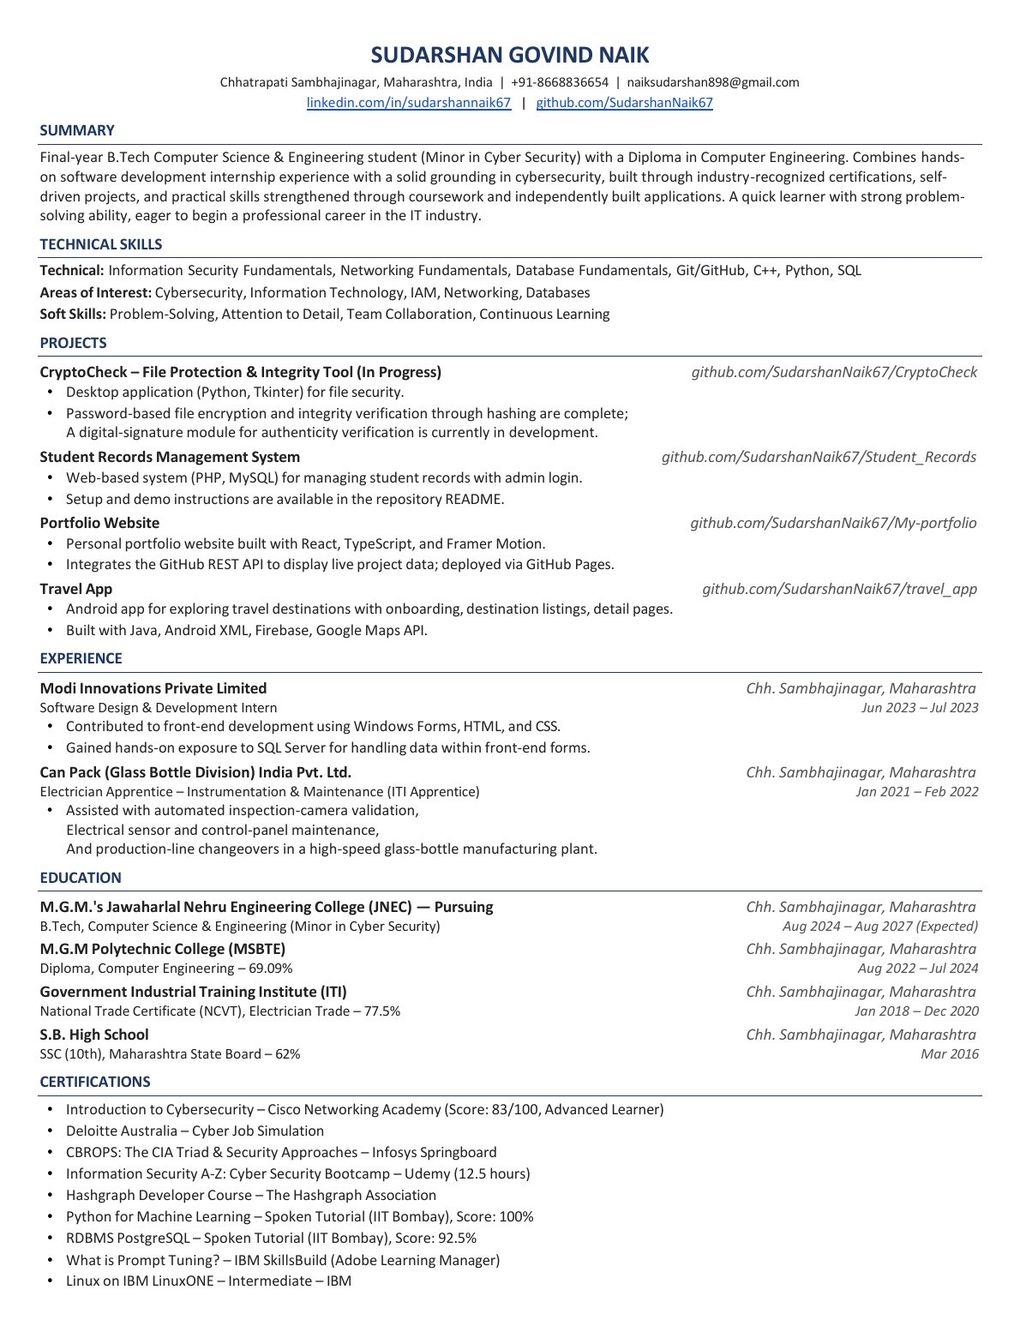 SUDARSHAN GOVIND NAIK
Chhatrapati Sambhajinagar, Maharashtra, India | +91-8668836654 | naiksudarshan898@gmail.com
linkedin.com/in/sudarshannaik67 | github.com/SudarshanNaik67
SUMMARY
Final-year B.Tech Computer Science & Engineering student (Minor in Cyber Security) with a Diploma in Computer Engineering. Combines hands-
on software development internship experience with a solid grounding in cybersecurity, built through industry-recognized certifications, self-
driven projects, and practical skills strengthened through coursework and independently built applications. A quick learner with strong problem-
solving ability, eager to begin a professional career in the IT industry.
TECHNICAL SKILLS
Technical: Information Security Fundamentals, Networking Fundamentals, Database Fundamentals, Git/GitHub, C++, Python, SQL
Areas of Interest: Cybersecurity, Information Technology, IAM, Networking, Databases
Soft Skills: Problem-Solving, Attention to Detail, Team Collaboration, Continuous Learning
PROJECTS
CryptoCheck – File Protection & Integrity Tool (In Progress) github.com/SudarshanNaik67/CryptoCheck
• Desktop application (Python, Tkinter) for file security.
• Password-based file encryption and integrity verification through hashing are complete;
A digital-signature module for authenticity verification is currently in development.
Student Records Management System github.com/SudarshanNaik67/Student_Records
• Web-based system (PHP, MySQL) for managing student records with admin login.
• Setup and demo instructions are available in the repository README.
Portfolio Website github.com/SudarshanNaik67/My-portfolio
• Personal portfolio website built with React, TypeScript, and Framer Motion.
• Integrates the GitHub REST API to display live project data; deployed via GitHub Pages.
Travel App github.com/SudarshanNaik67/travel_app
• Android app for exploring travel destinations with onboarding, destination listings, detail pages.
• Built with Java, Android XML, Firebase, Google Maps API.
EXPERIENCE
Modi Innovations Private Limited Chh. Sambhajinagar, Maharashtra
Software Design & Development Intern Jun 2023 – Jul 2023
• Contributed to front-end development using Windows Forms, HTML, and CSS.
• Gained hands-on exposure to SQL Server for handling data within front-end forms.
Can Pack (Glass Bottle Division) India Pvt. Ltd. Chh. Sambhajinagar, Maharashtra
Electrician Apprentice – Instrumentation & Maintenance (ITI Apprentice) Jan 2021 – Feb 2022
• Assisted with automated inspection-camera validation,
Electrical sensor and control-panel maintenance,
And production-line changeovers in a high-speed glass-bottle manufacturing plant.
EDUCATION
M.G.M.'s Jawaharlal Nehru Engineering College (JNEC) — Pursuing Chh. Sambhajinagar, Maharashtra
B.Tech, Computer Science & Engineering (Minor in Cyber Security) Aug 2024 – Aug 2027 (Expected)
M.G.M Polytechnic College (MSBTE) Chh. Sambhajinagar, Maharashtra
Diploma, Computer Engineering – 69.09% Aug 2022 – Jul 2024
Government Industrial Training Institute (ITI) Chh. Sambhajinagar, Maharashtra
National Trade Certificate (NCVT), Electrician Trade – 77.5% Jan 2018 – Dec 2020
S.B. High School Chh. Sambhajinagar, Maharashtra
SSC (10th), Maharashtra State Board – 62% Mar 2016
CERTIFICATIONS
• Introduction to Cybersecurity – Cisco Networking Academy (Score: 83/100, Advanced Learner)
• Deloitte Australia – Cyber Job Simulation
• CBROPS: The CIA Triad & Security Approaches – Infosys Springboard
• Information Security A-Z: Cyber Security Bootcamp – Udemy (12.5 hours)
• Hashgraph Developer Course – The Hashgraph Association
• Python for Machine Learning – Spoken Tutorial (IIT Bombay), Score: 100%
• RDBMS PostgreSQL – Spoken Tutorial (IIT Bombay), Score: 92.5%
• What is Prompt Tuning? – IBM SkillsBuild (Adobe Learning Manager)
• Linux on IBM LinuxONE – Intermediate – IBM